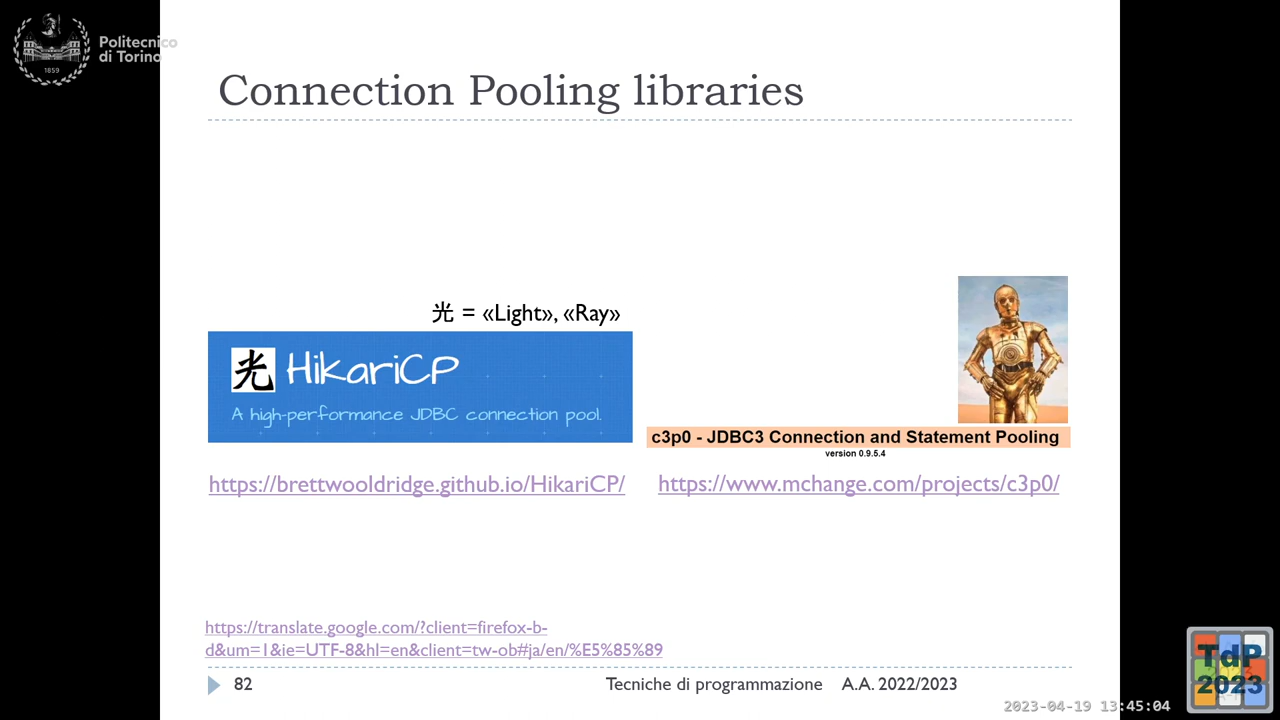 Politecnico
di Torino
1859
Connection Pooling libraries
光 = «Light», «Ray»
光 HikariCP
A high-performance JDBC connection pool.
c3p0 - JDBC3 Connection and Statement Pooling
version 0.9.5.4
https://brettwooldridge.github.io/HikariCP/
https://www.mchange.com/projects/c3p0/
https://translate.google.com/?client=firefox-b-
d&um=1&ie=UTF-8&hl=en&client=tw-ob#ja/en/%E5%85%89
82
Tecniche di programmazione A.A. 2022/2023
2023-04-19 13:45:04
TdP
2023